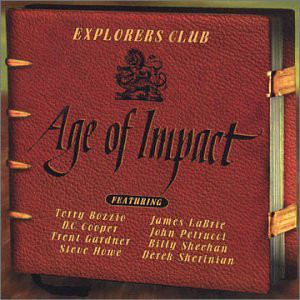 EXPLORERS CLUB
Age of Impact
FEATURING
Terry Bozzio
D.C. Cooper
Trent Gardner
Steve Howe
James LaBrie
John Petrucci
Billy Sheehan
Derek Sherinian